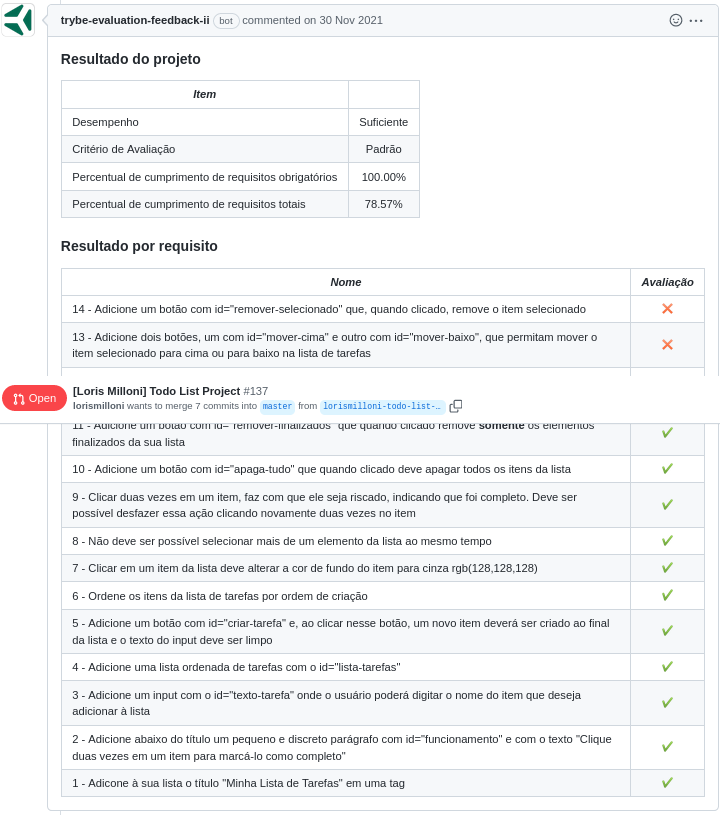 trybe-evaluation-feedback-ii bot commented on 30 Nov 2021
Resultado do projeto
Item
Desempenho Suficiente
Critério de Avaliação Padrão
Percentual de cumprimento de requisitos obrigatórios 100.00%
Percentual de cumprimento de requisitos totais 78.57%
Resultado por requisito
Nome Avaliação
14 - Adicione um botão com id="remover-selecionado" que, quando clicado, remove o item selecionado
13 - Adicione dois botões, um com id="mover-cima" e outro com id="mover-baixo", que permitam mover o
item selecionado para cima ou para baixo na lista de tarefas
[Loris Milloni] Todo List Project #137
Open
lorismilloni wants to merge 7 commits into master from lorismilloni-todo-list-…
11 - Adicione um botão com id="remover-finalizados" que quando clicado remove somente os elementos
finalizados da sua lista
10 - Adicione um botão com id="apaga-tudo" que quando clicado deve apagar todos os itens da lista
9 - Clicar duas vezes em um item, faz com que ele seja riscado, indicando que foi completo. Deve ser
possível desfazer essa ação clicando novamente duas vezes no item
8 - Não deve ser possível selecionar mais de um elemento da lista ao mesmo tempo
7 - Clicar em um item da lista deve alterar a cor de fundo do item para cinza rgb(128,128,128)
6 - Ordene os itens da lista de tarefas por ordem de criação
5 - Adicione um botão com id="criar-tarefa" e, ao clicar nesse botão, um novo item deverá ser criado ao final
da lista e o texto do input deve ser limpo
4 - Adicione uma lista ordenada de tarefas com o id="lista-tarefas"
3 - Adicione um input com o id="texto-tarefa" onde o usuário poderá digitar o nome do item que deseja
adicionar à lista
2 - Adicione abaixo do título um pequeno e discreto parágrafo com id="funcionamento" e com o texto "Clique
duas vezes em um item para marcá-lo como completo"
1 - Adicone à sua lista o título "Minha Lista de Tarefas" em uma tag